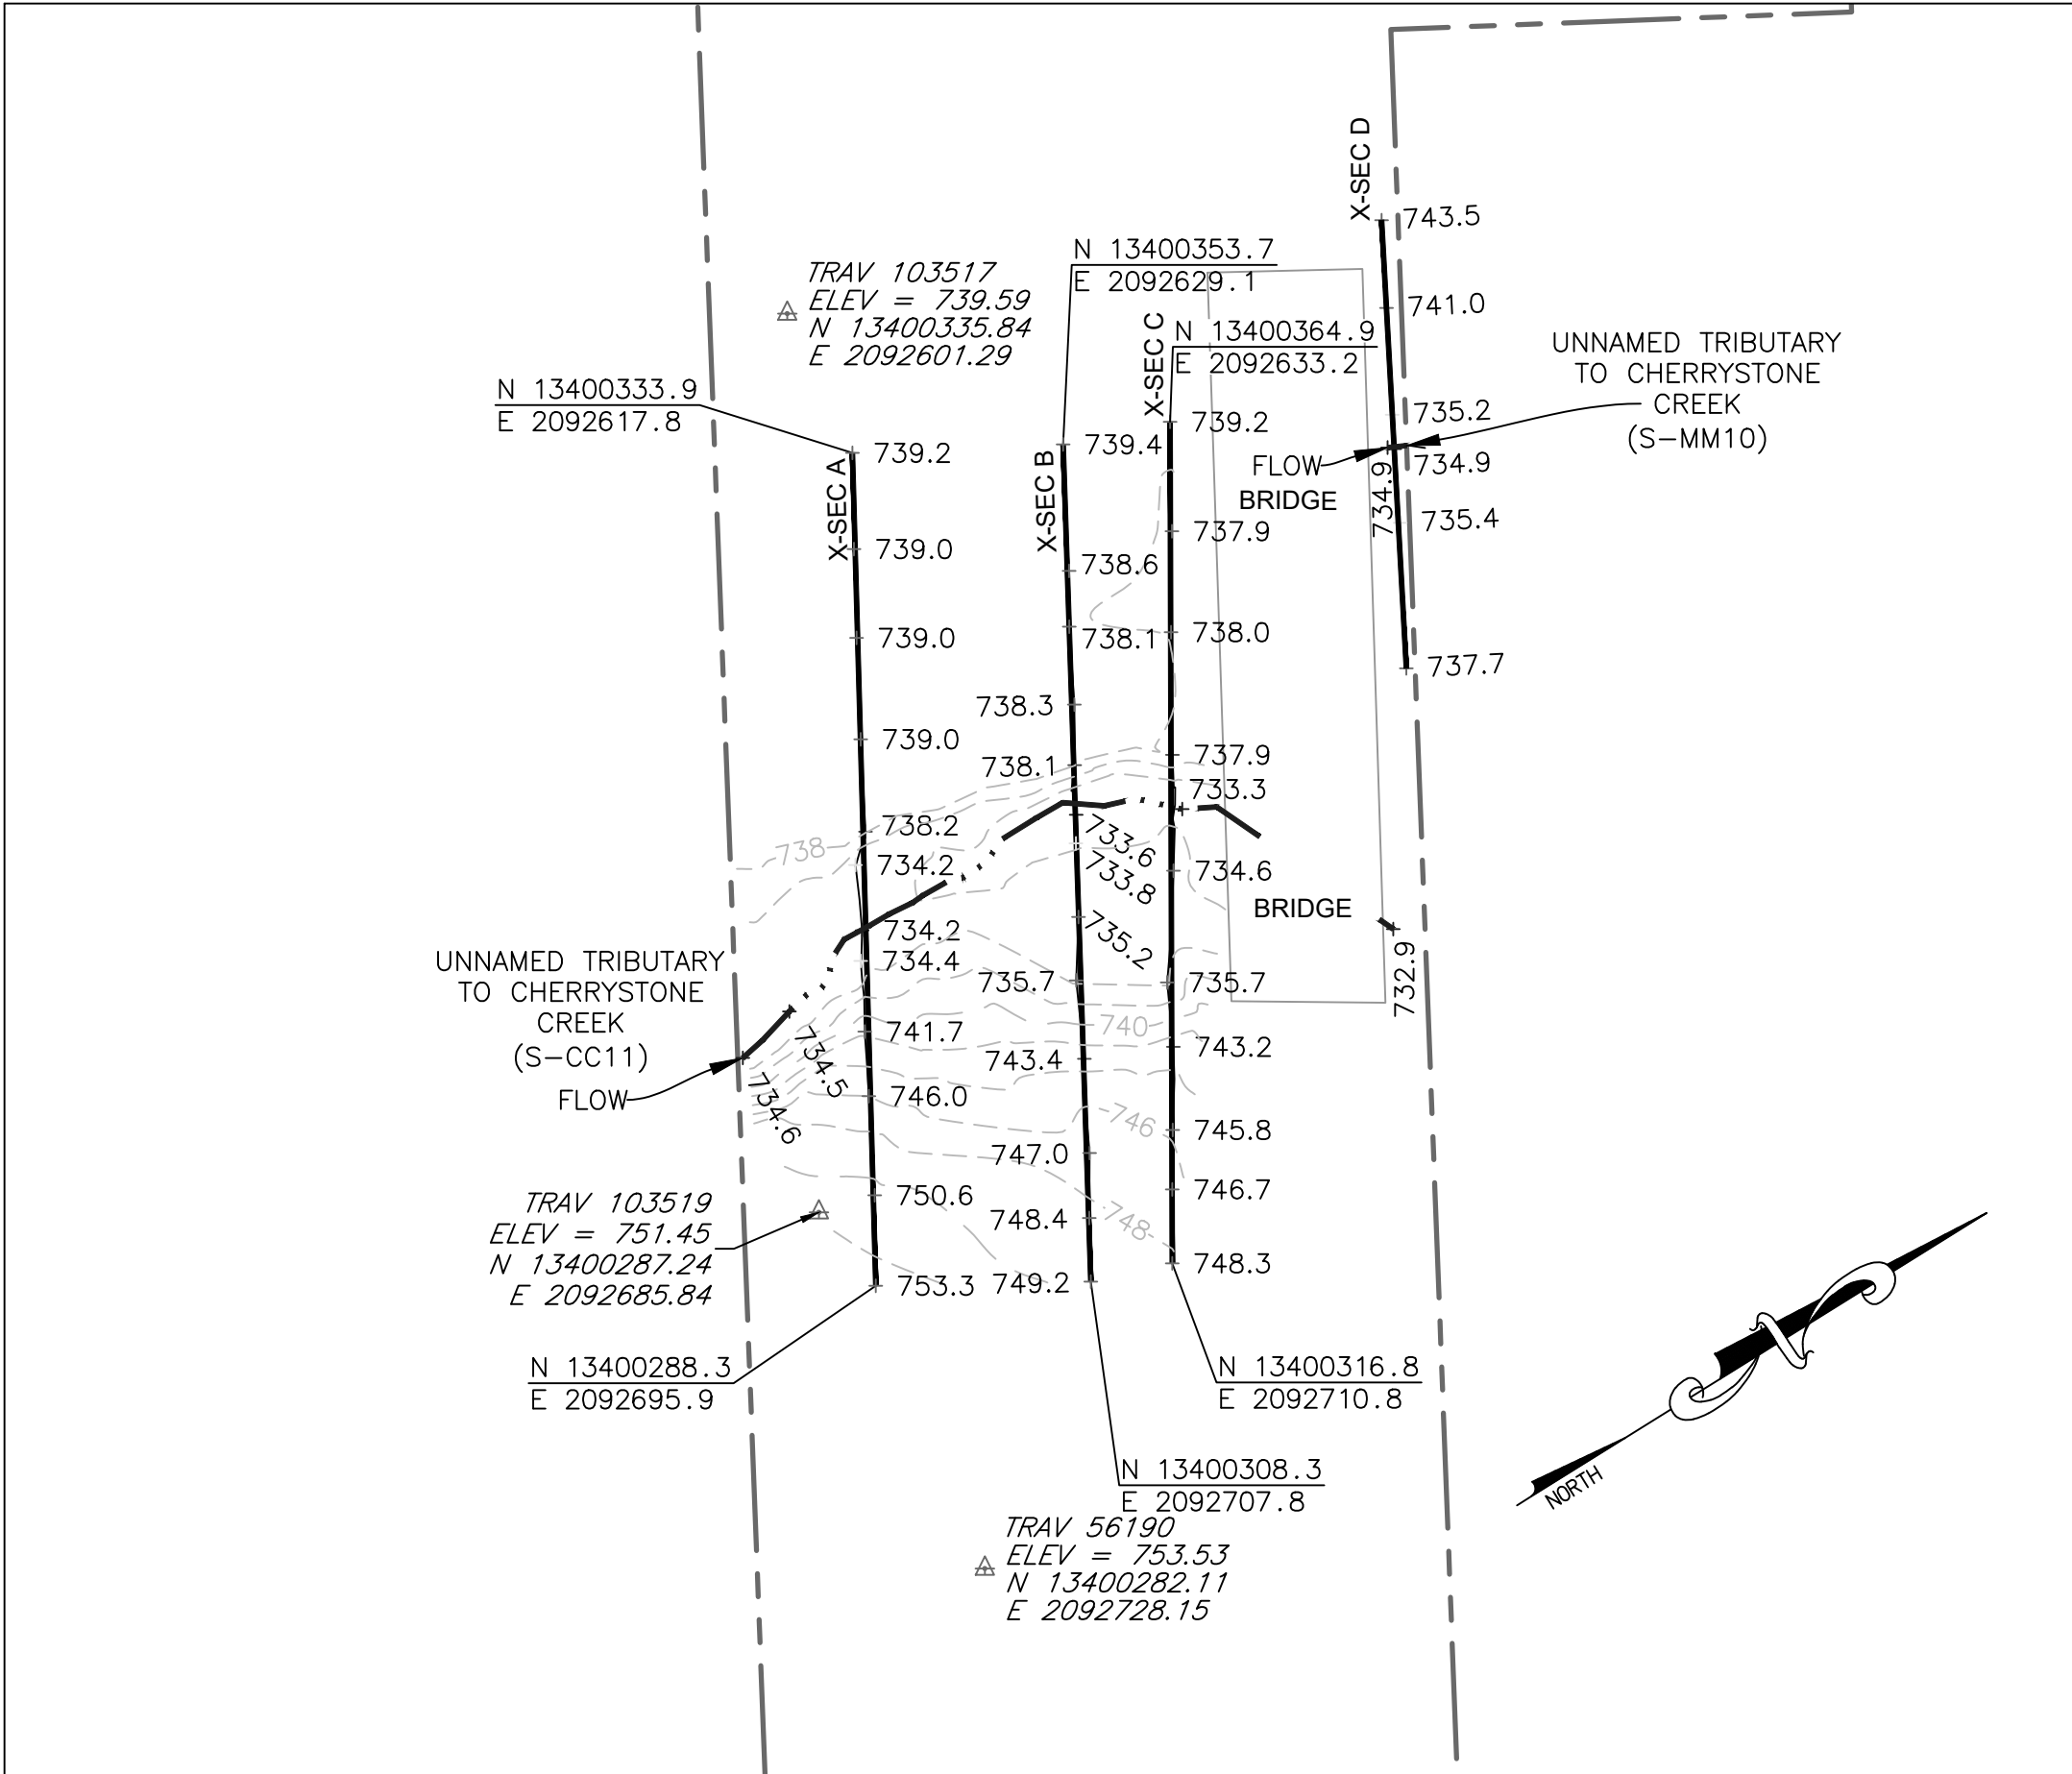 X-SEC D
743.5
741.0
735.2
734.9
734.9
735.4
737.7
UNNAMED TRIBUTARY
TO CHERRYSTONE
CREEK
(S-MM10)
FLOW
BRIDGE
TRAV 103517
ELEV = 739.59
N 13400335.84
E 2092601.29
N 13400353.7
E 2092629.1
N 13400364.9
E 2092633.2
N 13400333.9
E 2092617.8
X-SEC A
739.2
739.0
739.0
739.0
738.2
734.2
734.2
734.4
741.7
746.0
750.6
753.3
X-SEC B
739.4
738.6
738.1
738.3
738.1
733.6
733.8
735.2
735.7
743.4
747.0
748.4
749.2
X-SEC C
739.2
737.9
738.0
737.9
733.3
734.6
735.7
743.2
745.8
746.7
748.3
BRIDGE
732.9
738
740
746
748
UNNAMED TRIBUTARY
TO CHERRYSTONE
CREEK
(S-CC11)
FLOW
734.5
734.6
TRAV 103519
ELEV = 751.45
N 13400287.24
E 2092685.84
N 13400288.3
E 2092695.9
N 13400316.8
E 2092710.8
N 13400308.3
E 2092707.8
TRAV 56190
ELEV = 753.53
N 13400282.11
E 2092728.15
N
NORTH